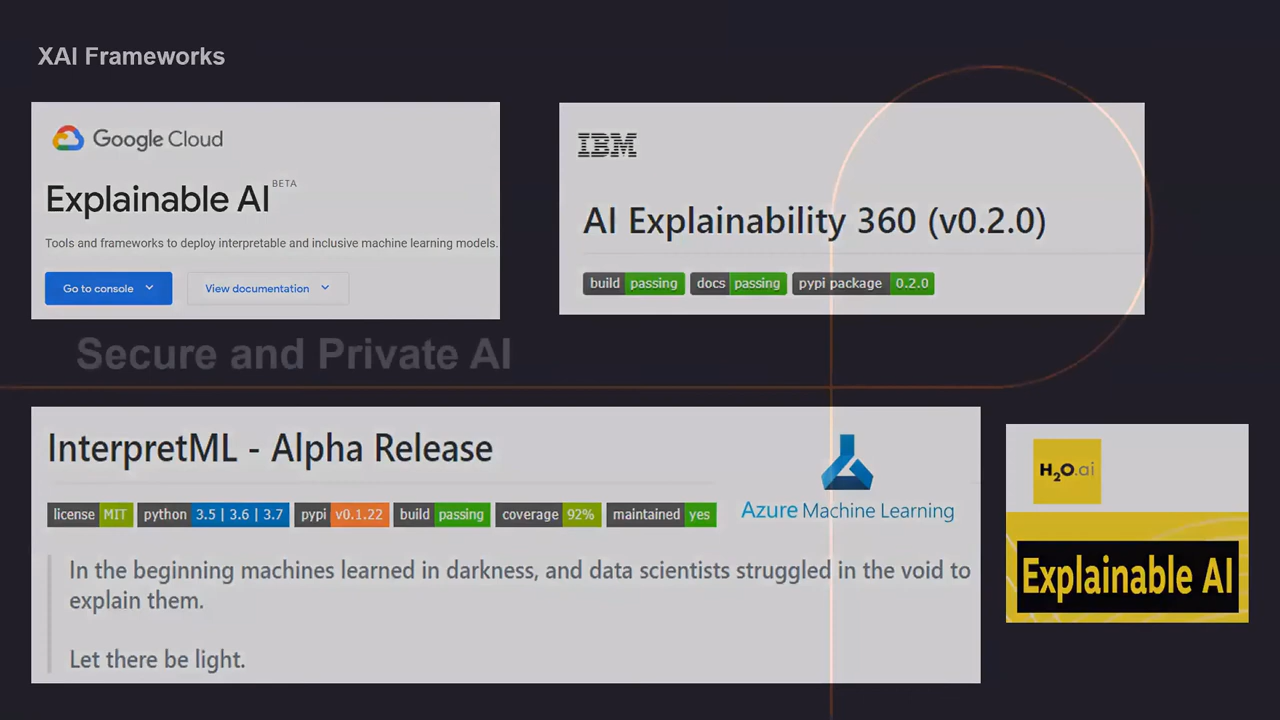 XAI Frameworks
Google Cloud
Explainable AI BETA
Tools and frameworks to deploy interpretable and inclusive machine learning models.
Go to console
View documentation
IBM
AI Explainability 360 (v0.2.0)
build passing docs passing pypi package 0.2.0
Secure and Private AI
InterpretML - Alpha Release
license MIT python 3.5 | 3.6 | 3.7 pypi v0.1.22 build passing coverage 92% maintained yes
Azure Machine Learning
In the beginning machines learned in darkness, and data scientists struggled in the void to
explain them.
Let there be light.
H2O.ai
Explainable AI